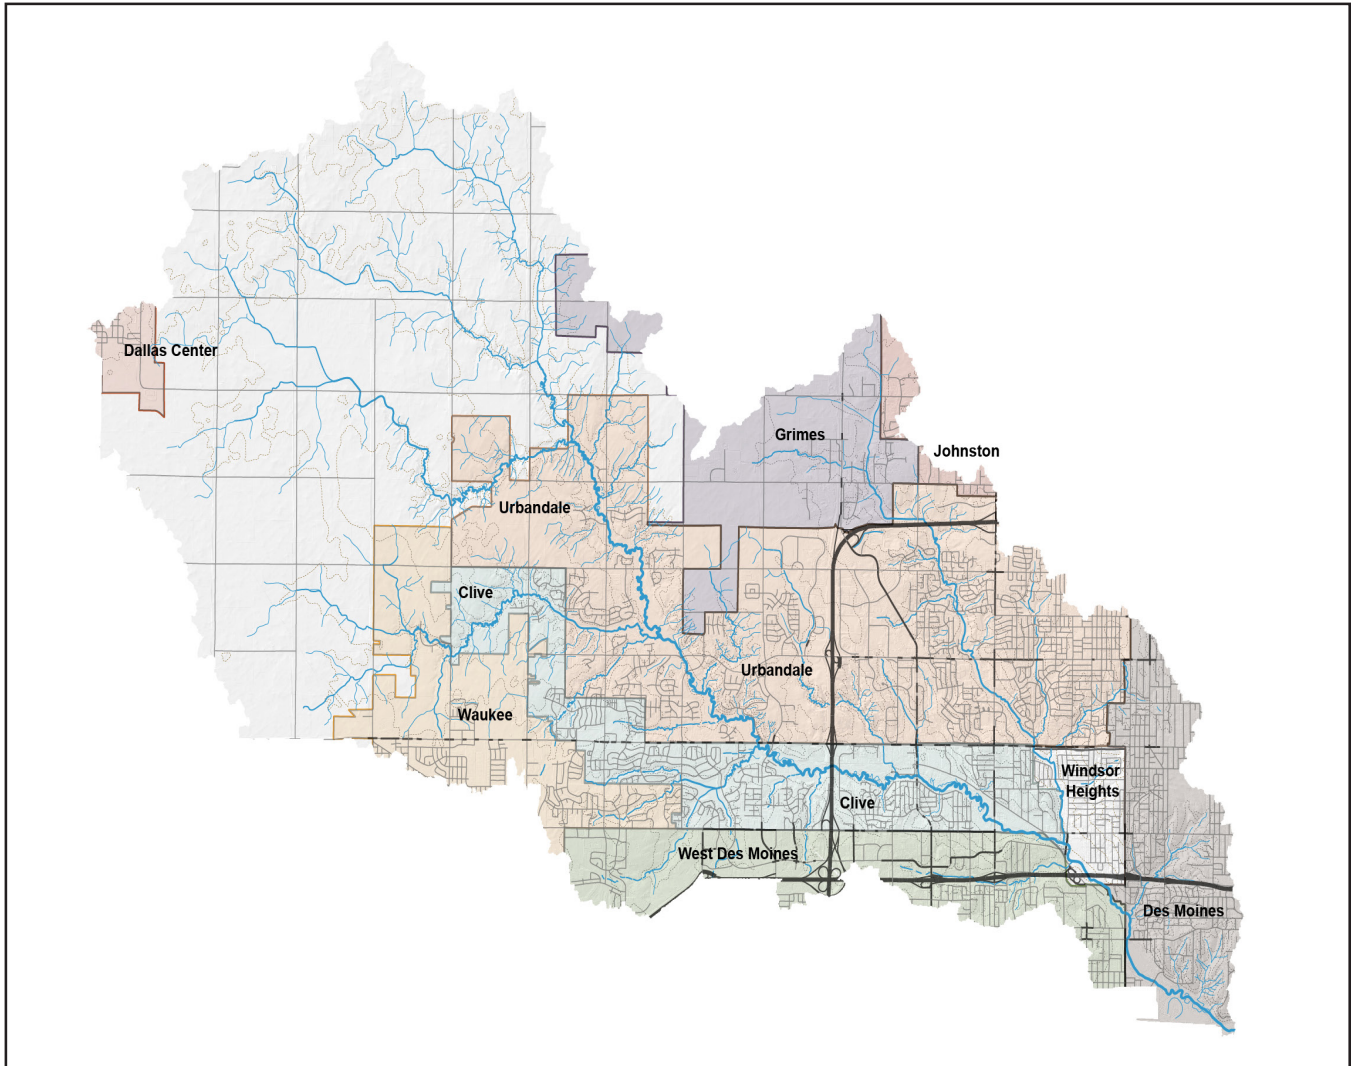 Dallas Center
Grimes
Johnston
Urbandale
Clive
Urbandale
Waukee
Windsor
Heights
Clive
West Des Moines
Des Moines